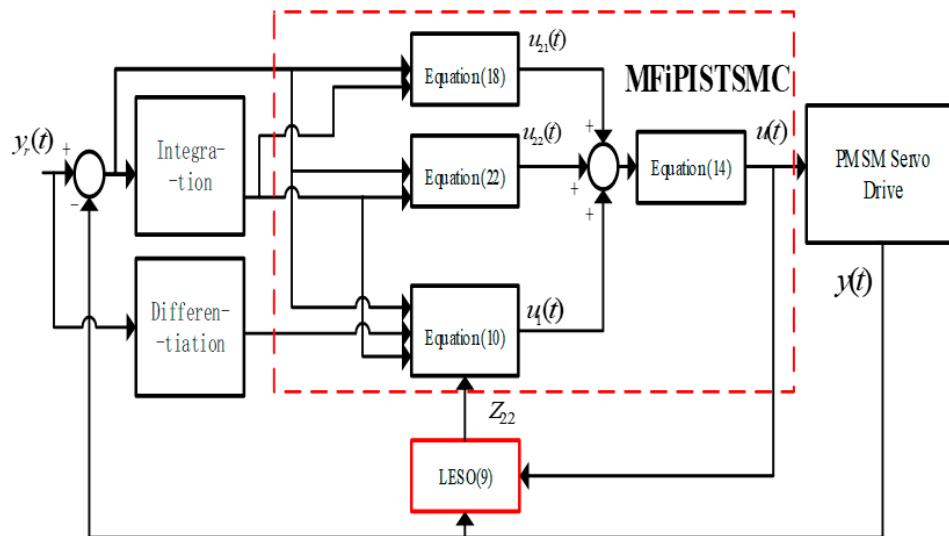 u₂₁(t)
Equation(18)
MFiPISTSMC
yᵣ(t)
+
-
Integra-
-tion
u₂₂(t)
Equation(22)
+
+
+
Equation(14)
u(t)
PMSM Servo
Drive
Differen-
-tiation
Equation(10)
u₁(t)
y(t)
Z₂₂
LESO(9)